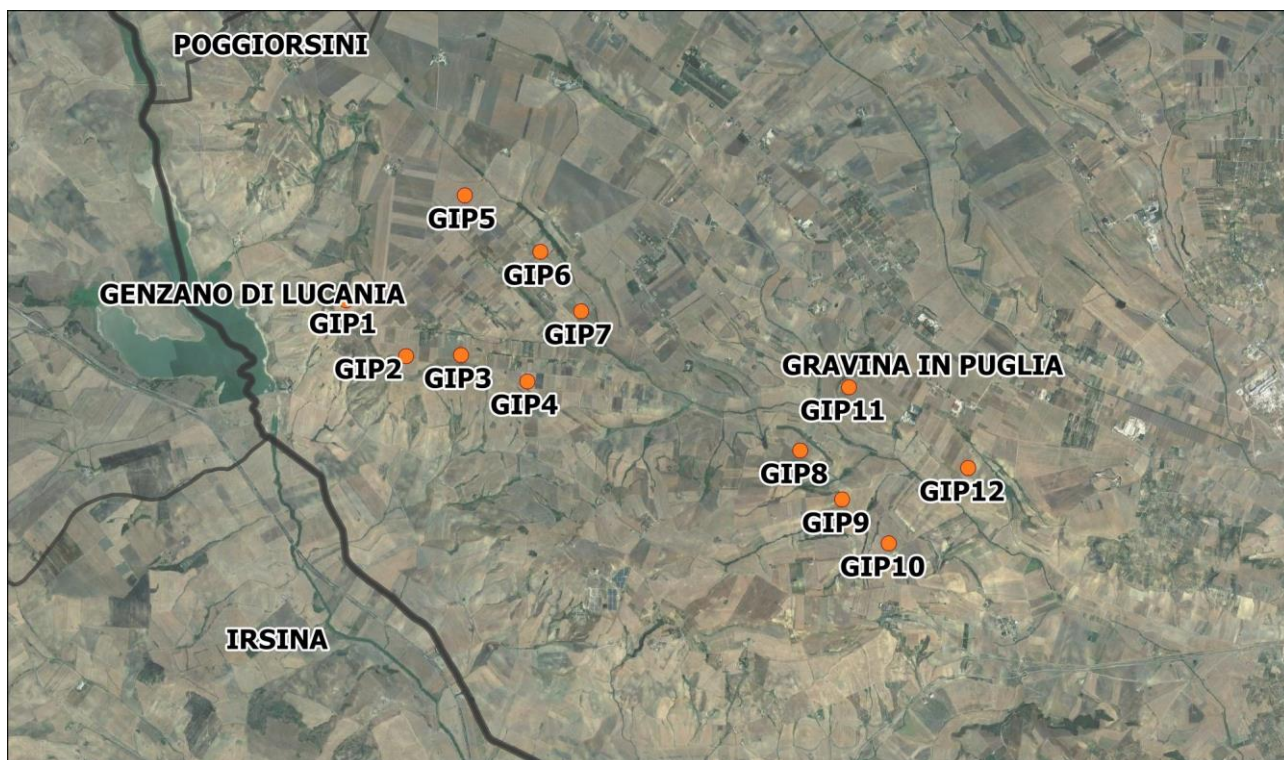 POGGIORSINI
GIP5
GIP6
GENZANO DI LUCANIA
GIP1
GIP7
GIP2
GIP3
GIP4
GRAVINA IN PUGLIA
GIP11
GIP8
GIP12
GIP9
GIP10
IRSINA